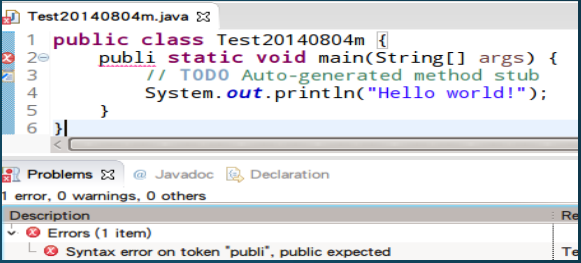 Test20140804m.java
1 public class Test20140804m {
2 publi static void main(String[] args) {
3 // TODO Auto-generated method stub
4 System.out.println("Hello world!");
5 }
6 }
Problems @ Javadoc Declaration
1 error, 0 warnings, 0 others
Description Re
Errors (1 item)
Syntax error on token "publi", public expected Te